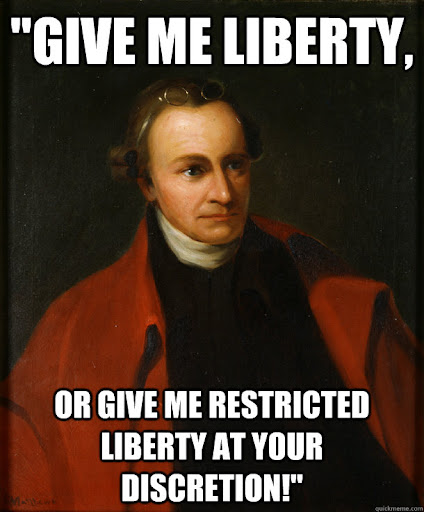 "GIVE ME LIBERTY,
OR GIVE ME RESTRICTED
LIBERTY AT YOUR
DISCRETION!"
quickmeme.com